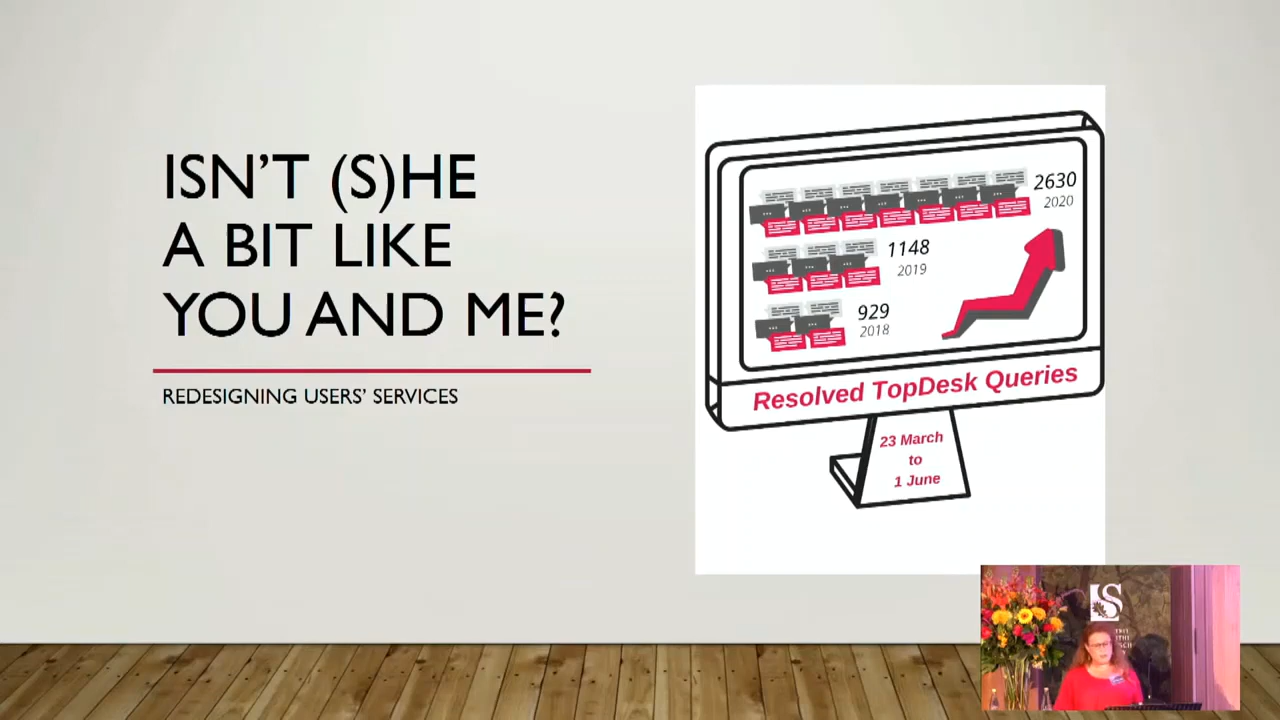 ISN’T (S)HE
A BIT LIKE
YOU AND ME?
REDESIGNING USERS’ SERVICES
2630
2020
1148
2019
929
2018
Resolved TopDesk Queries
23 March
to
1 June
S